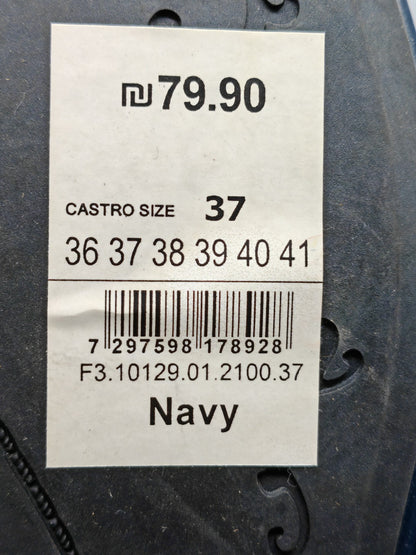 ₪79.90
CASTRO SIZE 37
36 37 38 39 40 41
7 297598 178928
F3.10129.01.2100.37
Navy